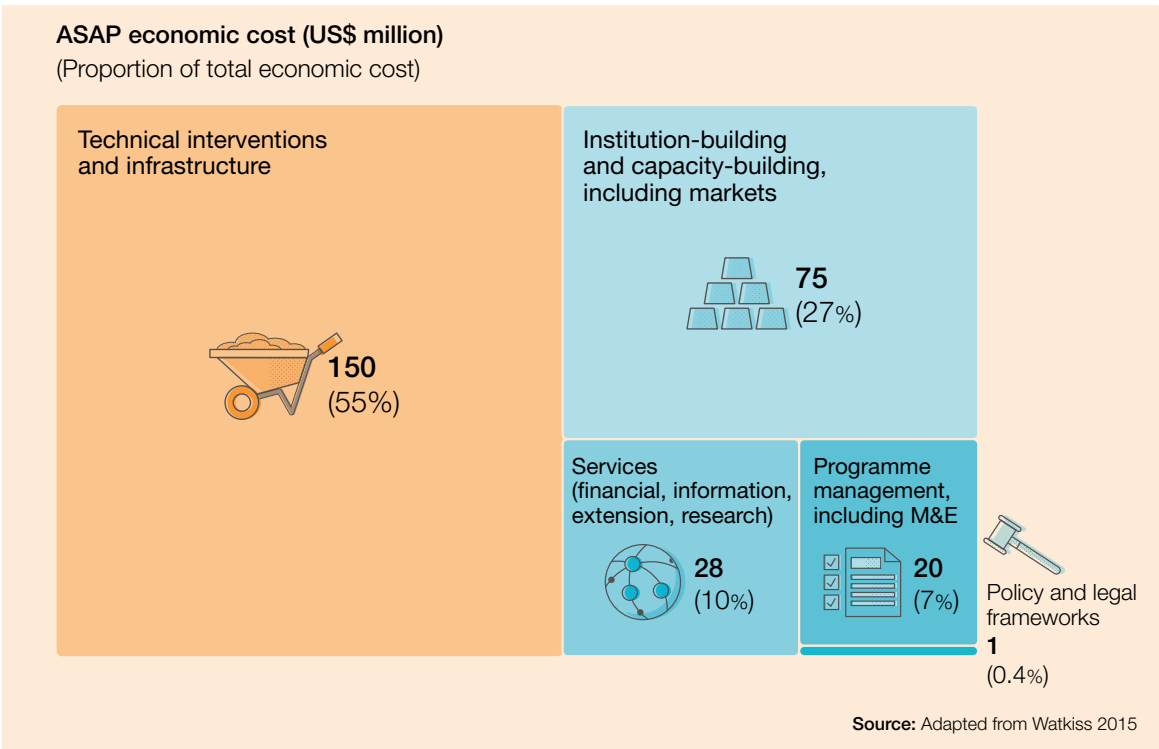 ASAP economic cost (US$ million)
(Proportion of total economic cost)
Technical interventions
and infrastructure
150
(55%)
Institution-building
and capacity-building,
including markets
75
(27%)
Services
(financial, information,
extension, research)
28
(10%)
Programme
management,
including M&E
20
(7%)
Policy and legal
frameworks
1
(0.4%)
Source: Adapted from Watkiss 2015